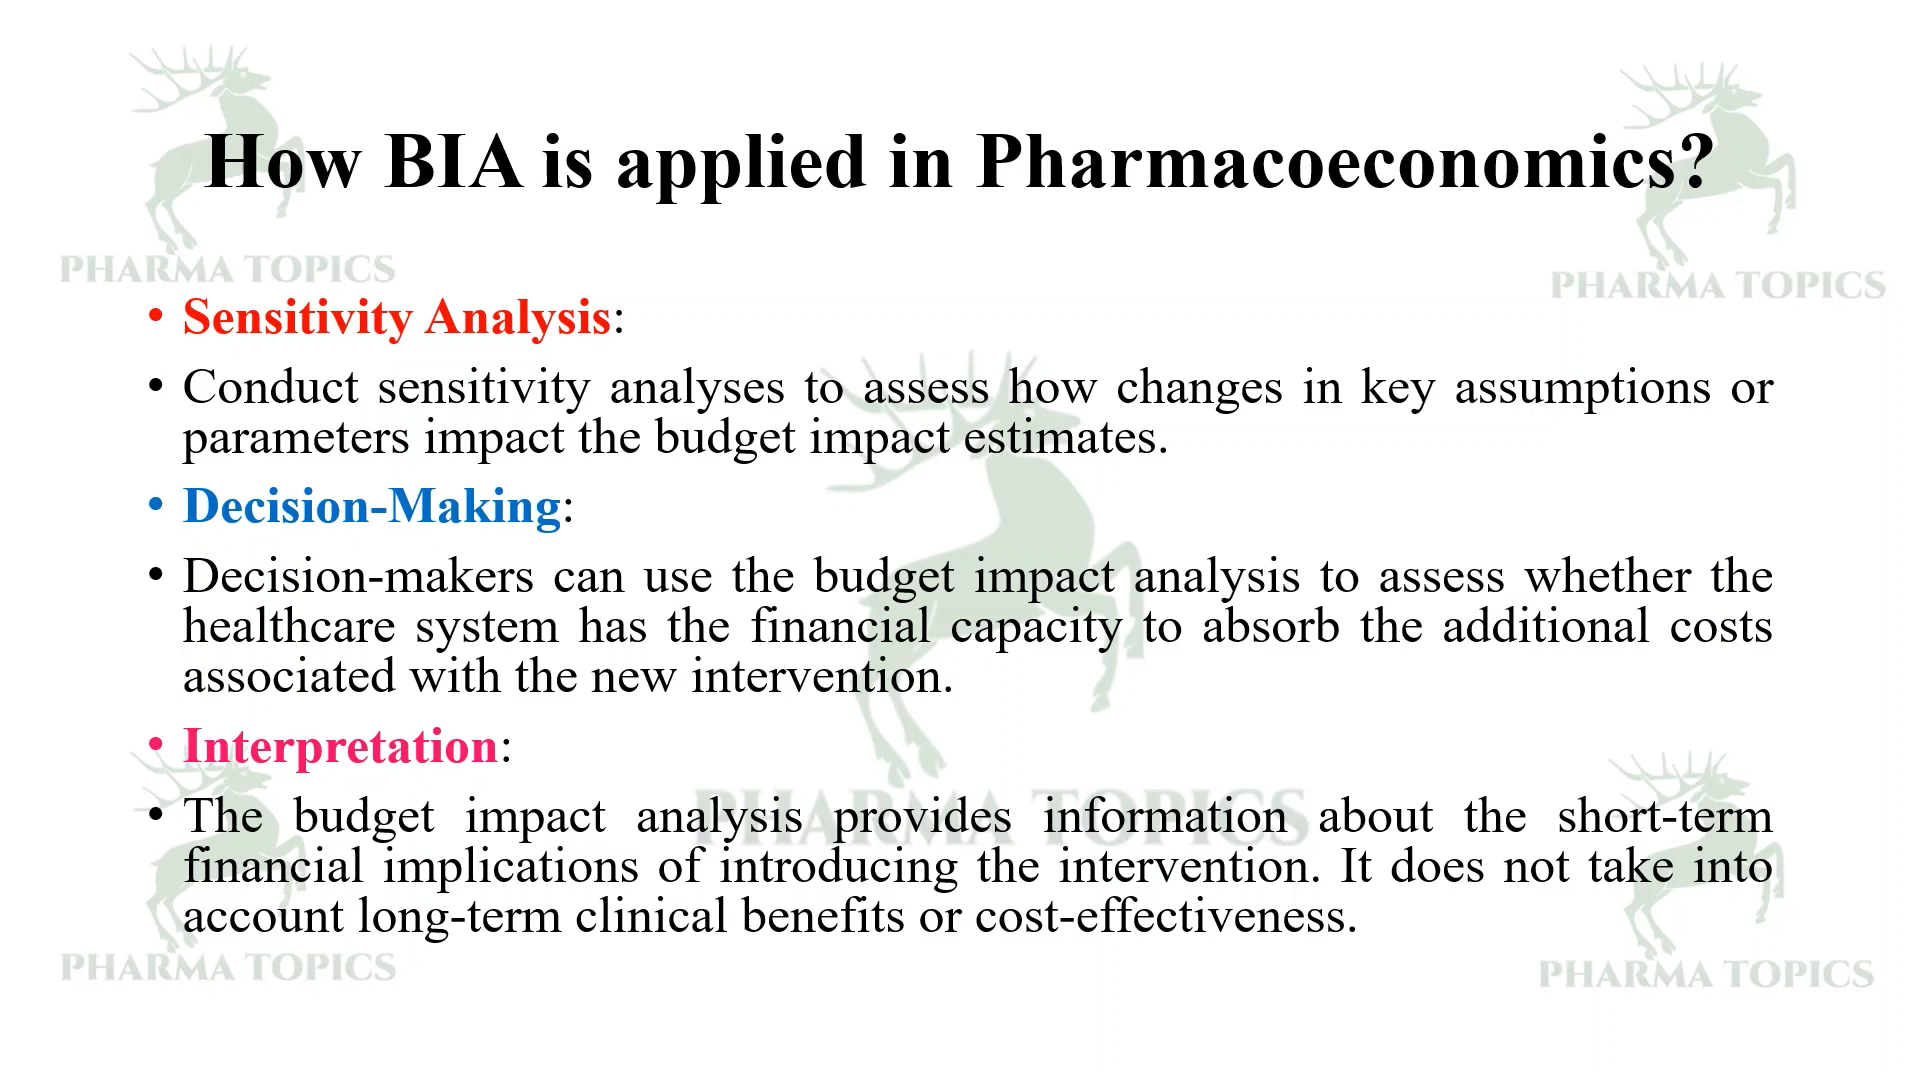 How BIA is applied in Pharmacoeconomics?
PHARMA TOPICS
PHARMA TOPICS
• Sensitivity Analysis:
• Conduct sensitivity analyses to assess how changes in key assumptions or
parameters impact the budget impact estimates.
• Decision-Making:
• Decision-makers can use the budget impact analysis to assess whether the
healthcare system has the financial capacity to absorb the additional costs
associated with the new intervention.
• Interpretation:
• The budget impact analysis provides information about the short-term
PHARMA TOPICS
financial implications of introducing the intervention. It does not take into
account long-term clinical benefits or cost-effectiveness.
PHARMA TOPICS
PHARMA TOPICS